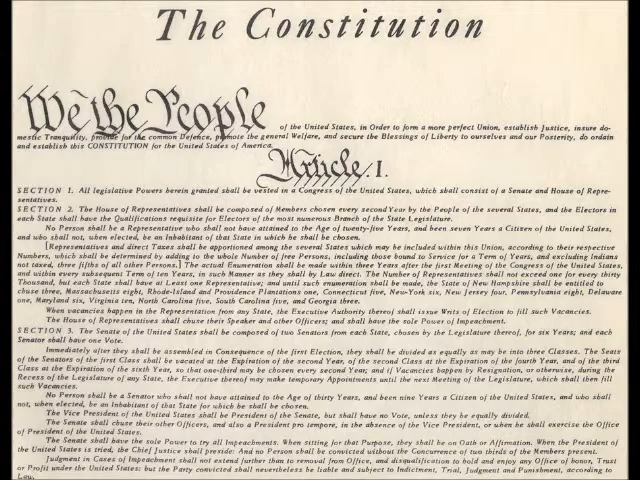 The Constitution
We the People
of the United States, in Order to form a more perfect Union, establish Justice, insure do-
mestic Tranquility, provide for the common Defence, promote the general Welfare, and secure the Blessings of Liberty to ourselves and our Posterity, do ordain
and establish this CONSTITUTION for the United States of America.
Article I.
SECTION 1. All legislative Powers herein granted shall be vested in a Congress of the United States, which shall consist of a Senate and House of Repre-
sentatives.
SECTION 2. The House of Representatives shall be composed of Members chosen every second Year by the People of the several States, and the Electors in
each State shall have the Qualifications requisite for Electors of the most numerous Branch of the State Legislature.
No Person shall be a Representative who shall not have attained to the Age of twenty-five Years, and been seven Years a Citizen of the United States,
and who shall not, when elected, be an Inhabitant of that State in which he shall be chosen.
[Representatives and direct Taxes shall be apportioned among the several States which may be included within this Union, according to their respective
Numbers, which shall be determined by adding to the whole Number of free Persons, including those bound to Service for a Term of Years, and excluding Indians
not taxed, three fifths of all other Persons.] The actual Enumeration shall be made within three Years after the first Meeting of the Congress of the United States,
and within every subsequent Term of ten Years, in such Manner as they shall by Law direct. The Number of Representatives shall not exceed one for every thirty
Thousand, but each State shall have at Least one Representative; and until such enumeration shall be made, the State of New Hampshire shall be entitled to
chuse three, Massachusetts eight, Rhode-Island and Providence Plantations one, Connecticut five, New-York six, New Jersey four, Pennsylvania eight, Delaware
one, Maryland six, Virginia ten, North Carolina five, South Carolina five, and Georgia three.
When vacancies happen in the Representation from any State, the Executive Authority thereof shall issue Writs of Election to fill such Vacancies.
The House of Representatives shall chuse their Speaker and other Officers; and shall have the sole Power of Impeachment.
SECTION 3. The Senate of the United States shall be composed of two Senators from each State, chosen by the Legislature thereof, for six Years; and each
Senator shall have one Vote.
Immediately after they shall be assembled in Consequence of the first Election, they shall be divided as equally as may be into three Classes. The Seats
of the Senators of the first Class shall be vacated at the Expiration of the second Year, of the second Class at the Expiration of the fourth Year, and of the third
Class at the Expiration of the sixth Year, so that one-third may be chosen every second Year; and if Vacancies happen by Resignation, or otherwise, during the
Recess of the Legislature of any State, the Executive thereof may make temporary Appointments until the next Meeting of the Legislature, which shall then fill
such Vacancies.
No Person shall be a Senator who shall not have attained to the Age of thirty Years, and been nine Years a Citizen of the United States, and who shall
not, when elected, be an Inhabitant of that State for which he shall be chosen.
The Vice President of the United States shall be President of the Senate, but shall have no Vote, unless they be equally divided.
The Senate shall chuse their other Officers, and also a President pro tempore, in the absence of the Vice President, or when he shall exercise the Office
of President of the United States.
The Senate shall have the sole Power to try all Impeachments. When sitting for that Purpose, they shall be on Oath or Affirmation. When the President of
the United States is tried, the Chief Justice shall preside: And no Person shall be convicted without the Concurrence of two thirds of the Members present.
Judgment in Cases of Impeachment shall not extend further than to removal from Office, and disqualification to hold and enjoy any Office of honor, Trust
or Profit under the United States: but the Party convicted shall nevertheless be liable and subject to Indictment, Trial, Judgment and Punishment, according to
Law.